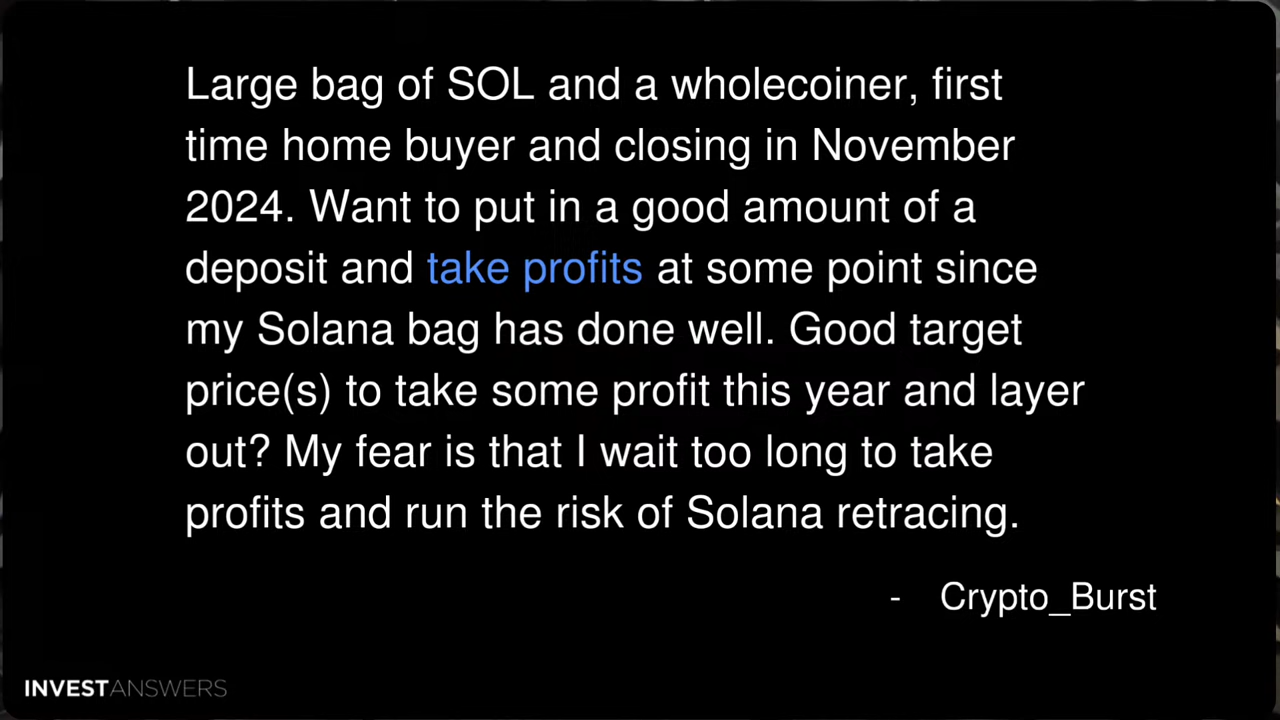 Large bag of SOL and a wholecoiner, first
time home buyer and closing in November
2024. Want to put in a good amount of a
deposit and take profits at some point since
my Solana bag has done well. Good target
price(s) to take some profit this year and layer
out? My fear is that I wait too long to take
profits and run the risk of Solana retracing.
- Crypto_Burst
INVESTANSWERS